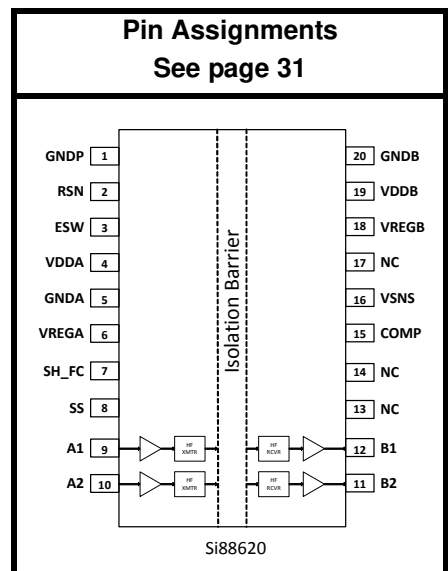 Pin Assignments
See page 31
GNDP 1
RSN 2
ESW 3
VDDA 4
GNDA 5
VREGA 6
SH_FC 7
SS 8
A1 9
A2 10
HF XMTR
HF XMTR
Isolation Barrier
HF RCVR
HF RCVR
20 GNDB
19 VDDB
18 VREGB
17 NC
16 VSNS
15 COMP
14 NC
13 NC
12 B1
11 B2
Si88620